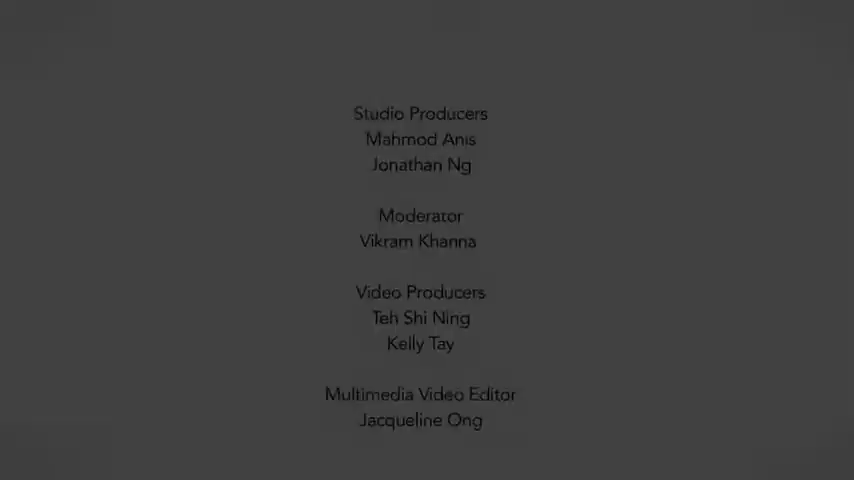 Studio Producers
Mahmod Anis
Jonathan Ng
Moderator
Vikram Khanna
Video Producers
Teh Shi Ning
Kelly Tay
Multimedia Video Editor
Jacqueline Ong